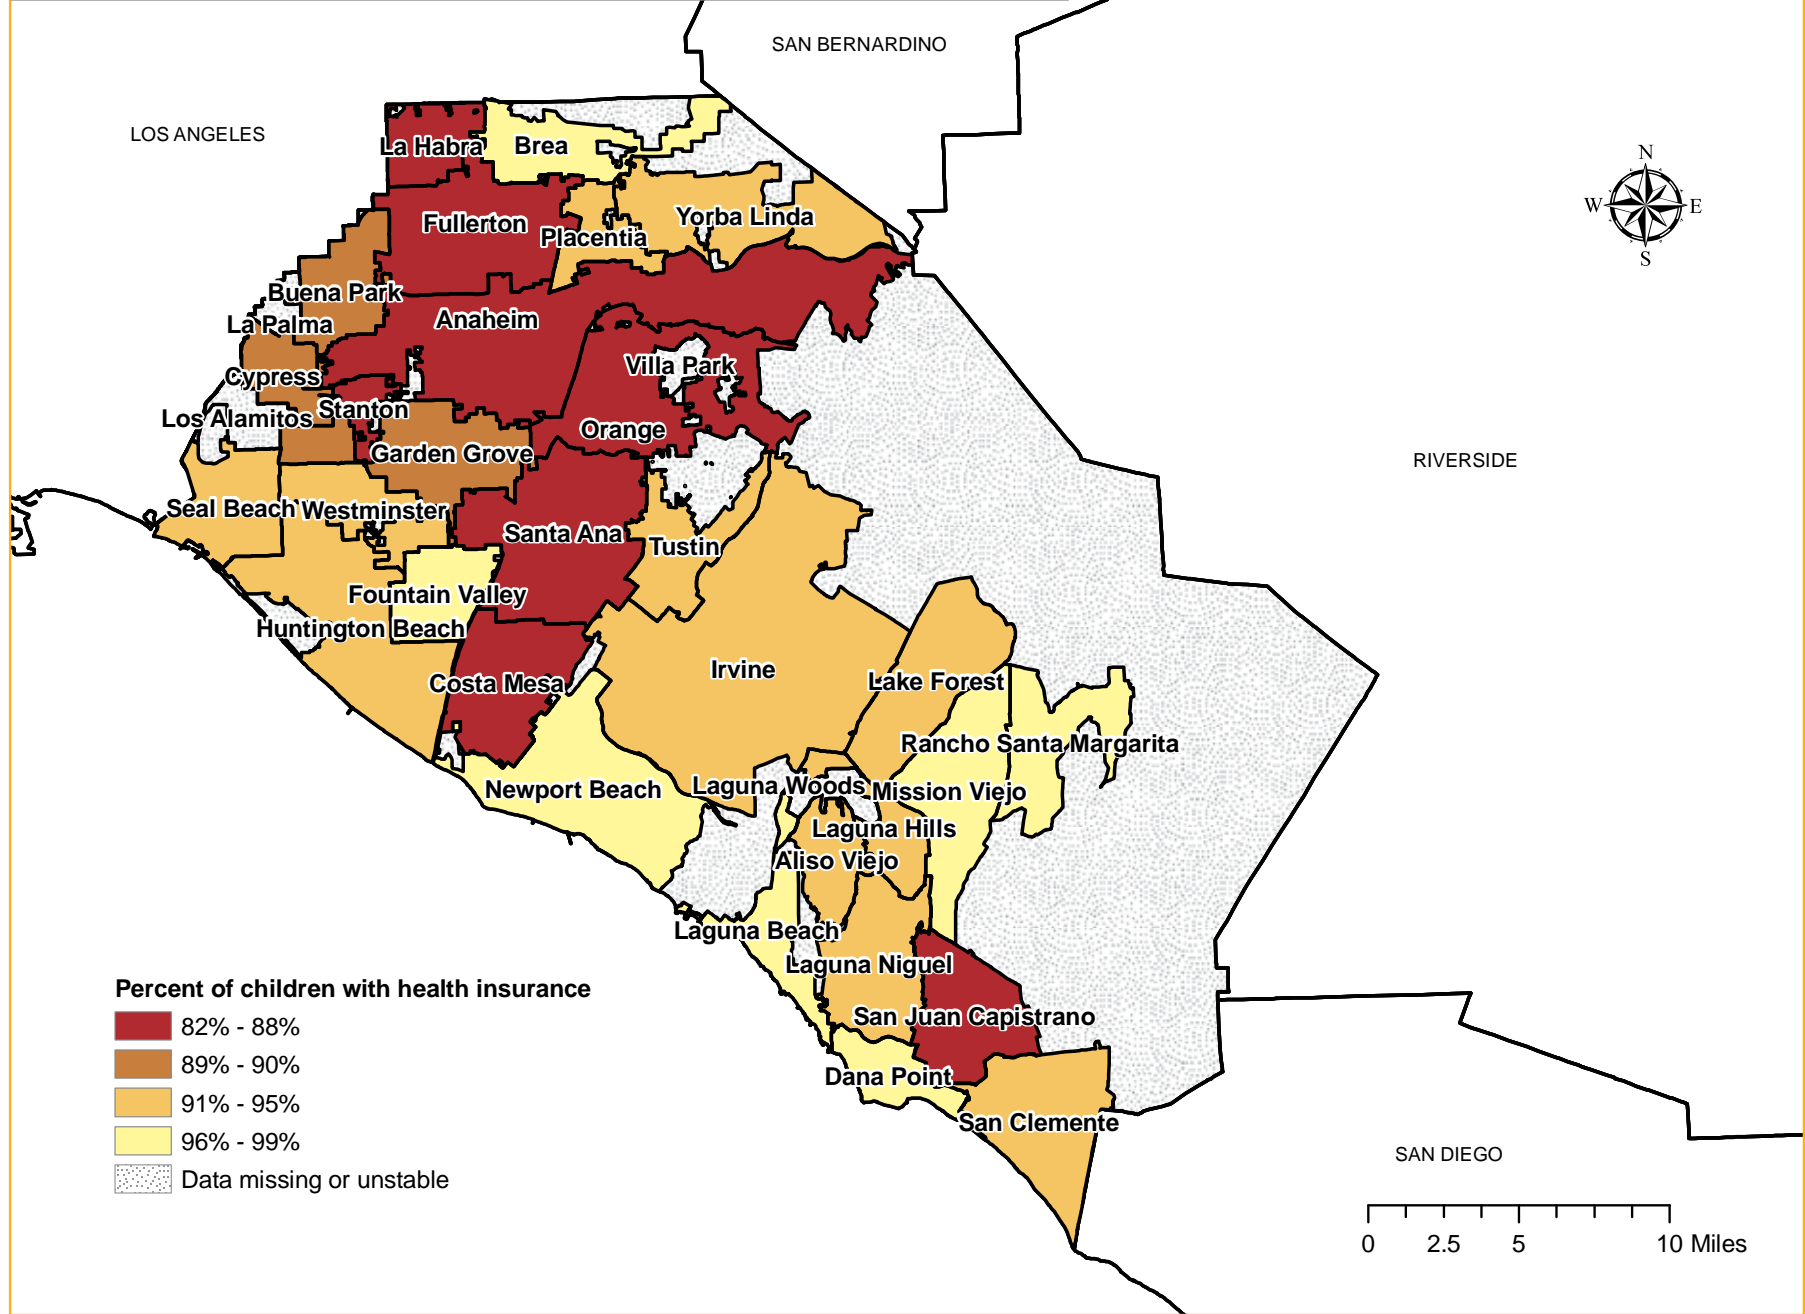 SAN BERNARDINO
LOS ANGELES
La Habra
Brea
N
W E
S
Fullerton
Yorba Linda
Placentia
Buena Park
La Palma
Anaheim
Villa Park
Cypress
Stanton
Los Alamitos
Orange
Garden Grove
RIVERSIDE
Seal Beach
Westminster
Santa Ana
Tustin
Fountain Valley
Huntington Beach
Irvine
Costa Mesa
Lake Forest
Rancho Santa Margarita
Newport Beach
Laguna Woods
Mission Viejo
Laguna Hills
Aliso Viejo
Laguna Beach
Laguna Niguel
San Juan Capistrano
Dana Point
San Clemente
SAN DIEGO
Percent of children with health insurance
82% - 88%
89% - 90%
91% - 95%
96% - 99%
Data missing or unstable
0 2.5 5 10 Miles